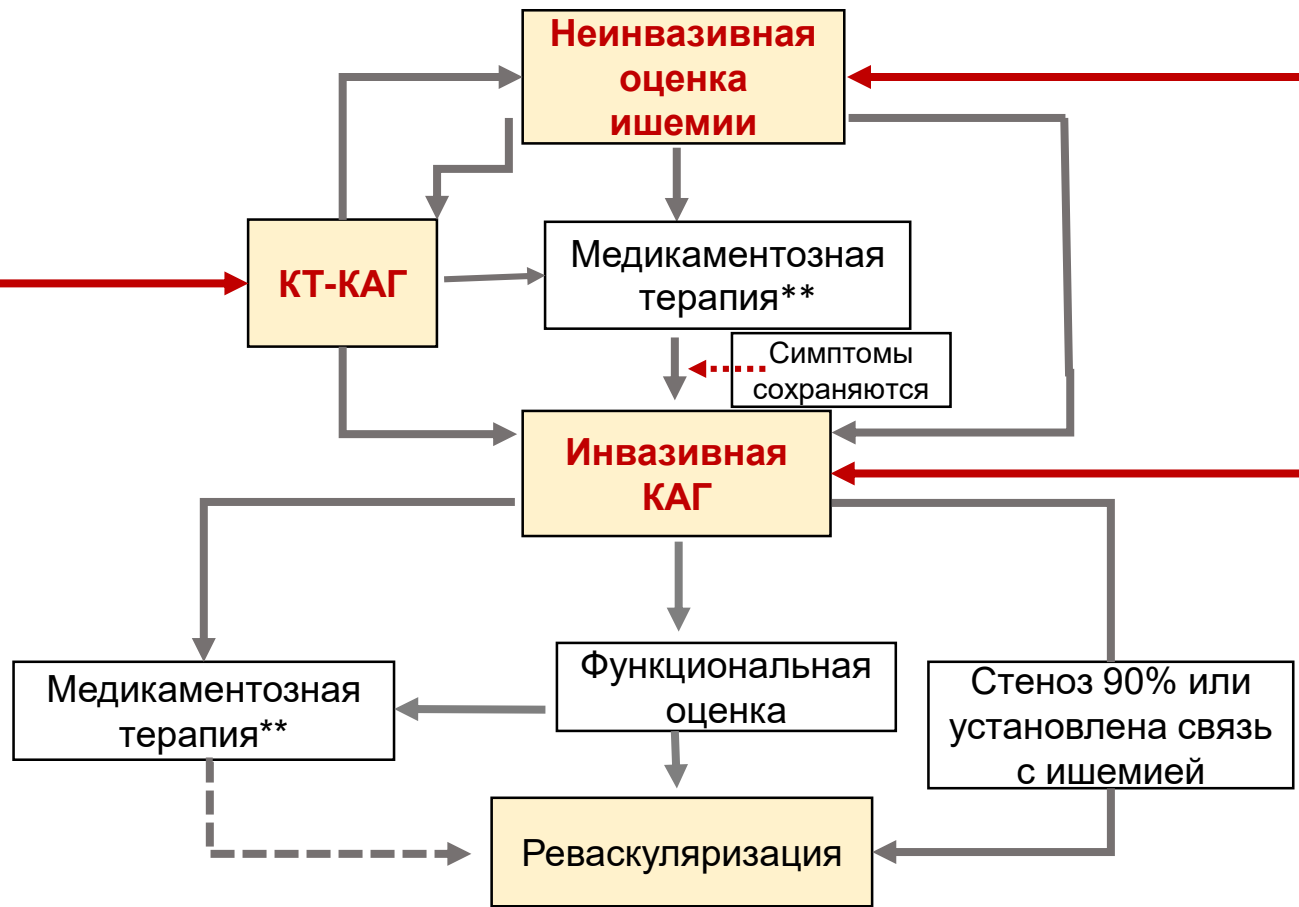 Неинвазивная
оценка
ишемии
КТ-КАГ
Медикаментозная
терапия**
Симптомы
сохраняются
Инвазивная
КАГ
Медикаментозная
терапия**
Функциональная
оценка
Стеноз 90% или
установлена связь
с ишемией
Реваскуляризация